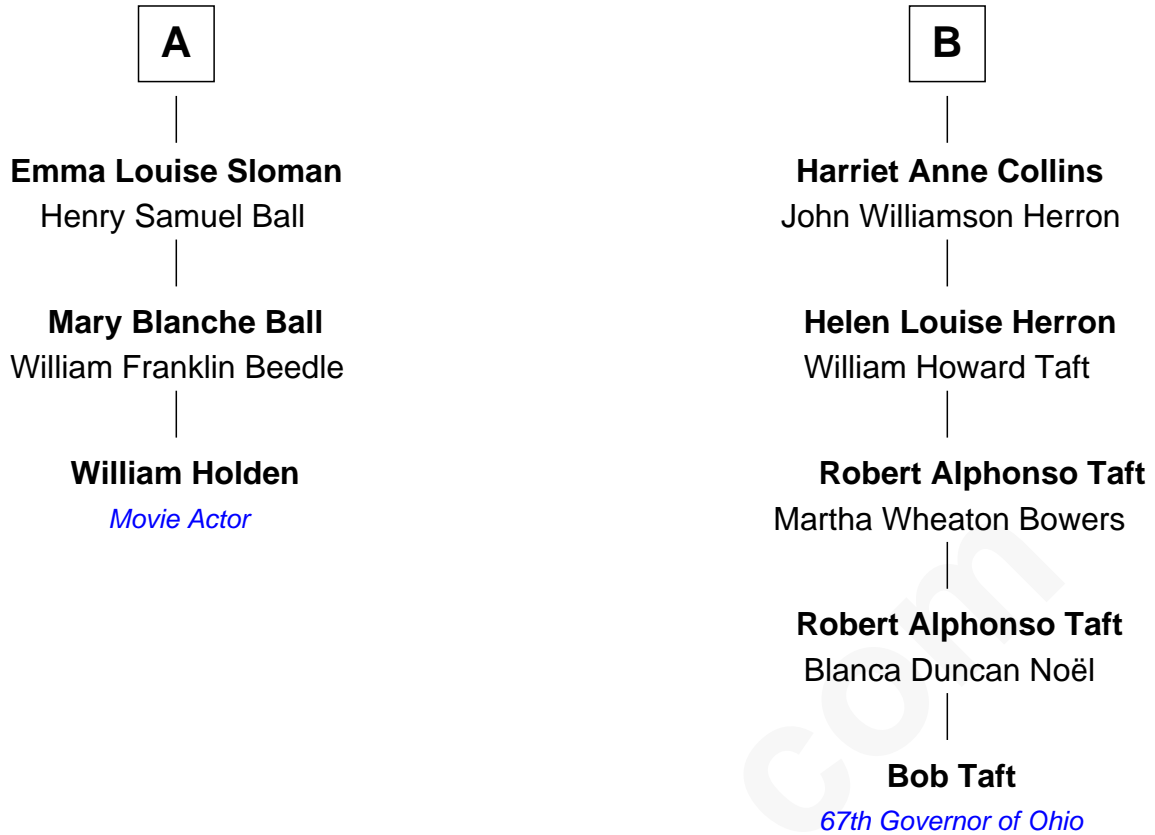 A
Emma Louise Sloman
Henry Samuel Ball
Mary Blanche Ball
William Franklin Beedle
William Holden
Movie Actor
B
Harriet Anne Collins
John Williamson Herron
Helen Louise Herron
William Howard Taft
Robert Alphonso Taft
Martha Wheaton Bowers
Robert Alphonso Taft
Blanca Duncan Noël
Bob Taft
67th Governor of Ohio
com